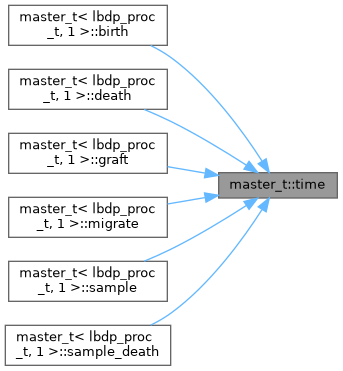 master_t< lbdp_proc
_t, 1 >::birth
master_t< lbdp_proc
_t, 1 >::death
master_t< lbdp_proc
_t, 1 >::graft
master_t::time
master_t< lbdp_proc
_t, 1 >::migrate
master_t< lbdp_proc
_t, 1 >::sample
master_t< lbdp_proc
_t, 1 >::sample_death